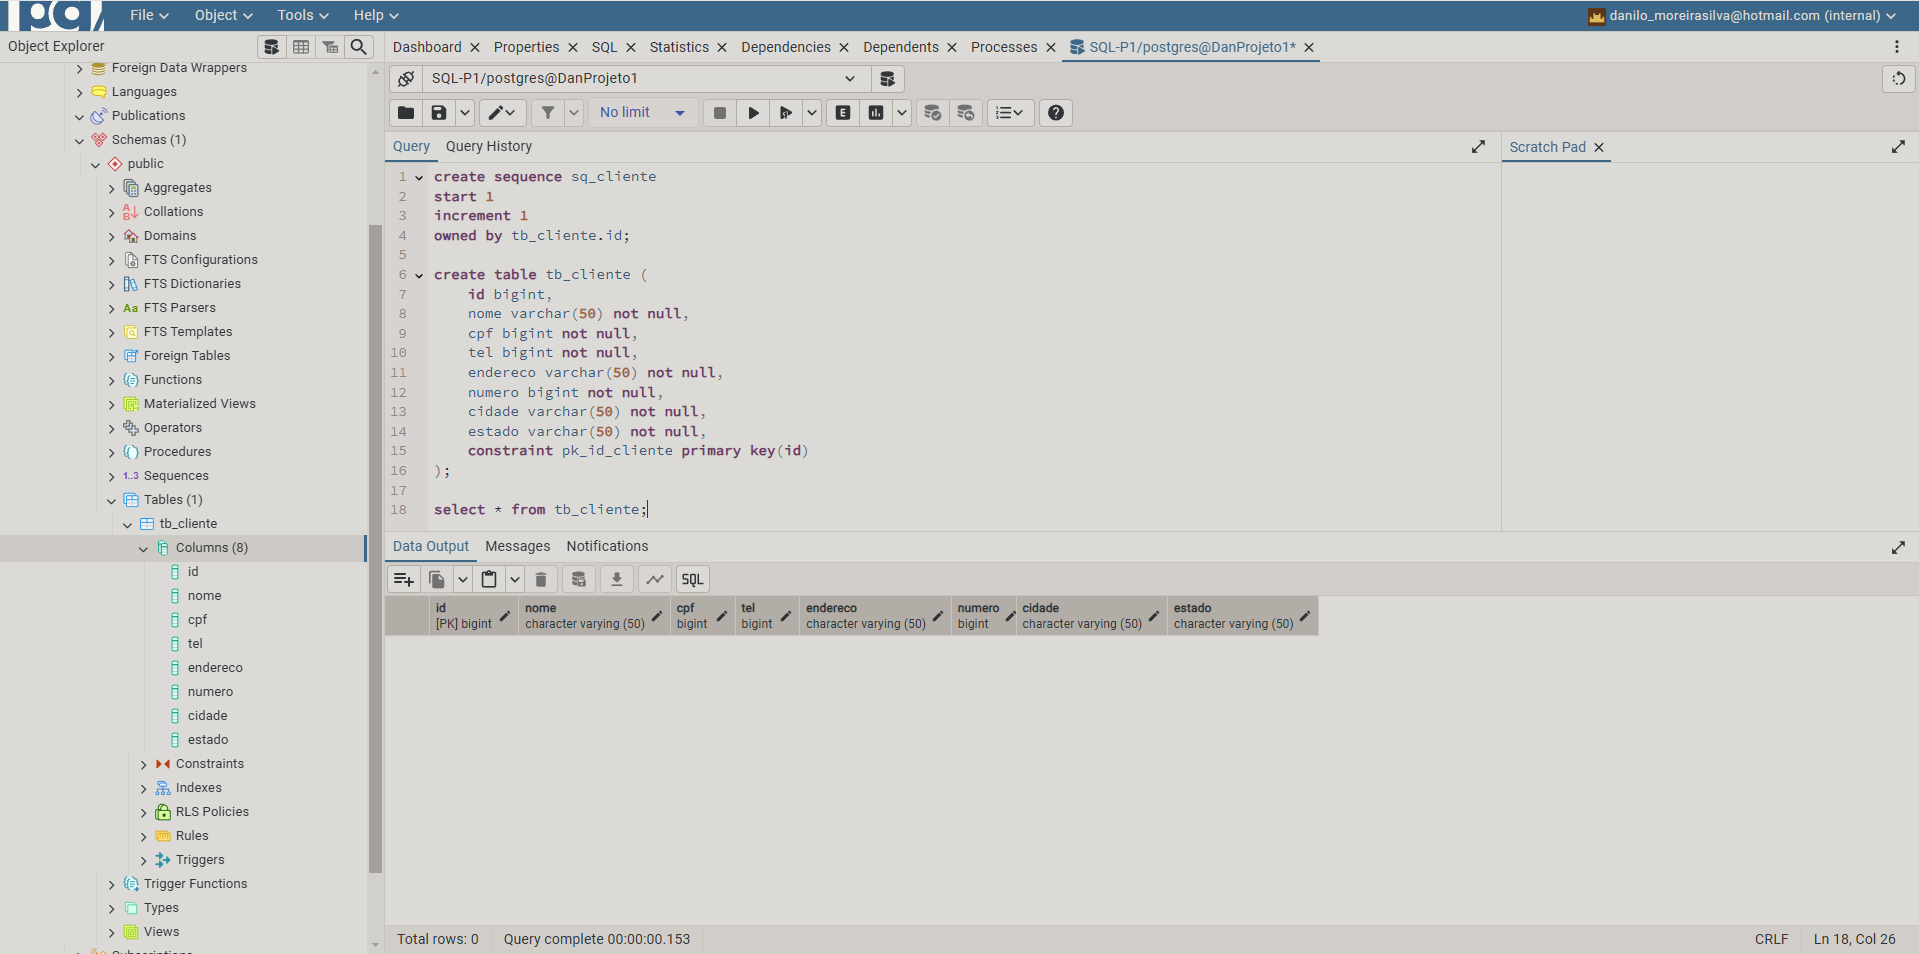 File Object Tools Help danilo_moreirasilva@hotmail.com (internal)
Object Explorer
Foreign Data Wrappers
Languages
Publications
Schemas (1)
public
Aggregates
Collations
Domains
FTS Configurations
FTS Dictionaries
Aa FTS Parsers
FTS Templates
Foreign Tables
Functions
Materialized Views
Operators
Procedures
1..3 Sequences
Tables (1)
tb_cliente
Columns (8)
id
nome
cpf
tel
endereco
numero
cidade
estado
Constraints
Indexes
RLS Policies
Rules
Triggers
Trigger Functions
Types
Views
Dashboard Properties SQL Statistics Dependencies Dependents Processes SQL-P1/postgres@DanProjeto1*
SQL-P1/postgres@DanProjeto1
No limit E
Query Query History Scratch Pad
1 create sequence sq_cliente
2 start 1
3 increment 1
4 owned by tb_cliente.id;
5
6 create table tb_cliente (
7 id bigint,
8 nome varchar(50) not null,
9 cpf bigint not null,
10 tel bigint not null,
11 endereco varchar(50) not null,
12 numero bigint not null,
13 cidade varchar(50) not null,
14 estado varchar(50) not null,
15 constraint pk_id_cliente primary key(id)
16 );
17
18 select * from tb_cliente;
Data Output Messages Notifications
SQL
id nome cpf tel endereco numero cidade estado
[PK] bigint character varying (50) bigint bigint character varying (50) bigint character varying (50) character varying (50)
Total rows: 0 Query complete 00:00:00.153 CRLF Ln 18, Col 26